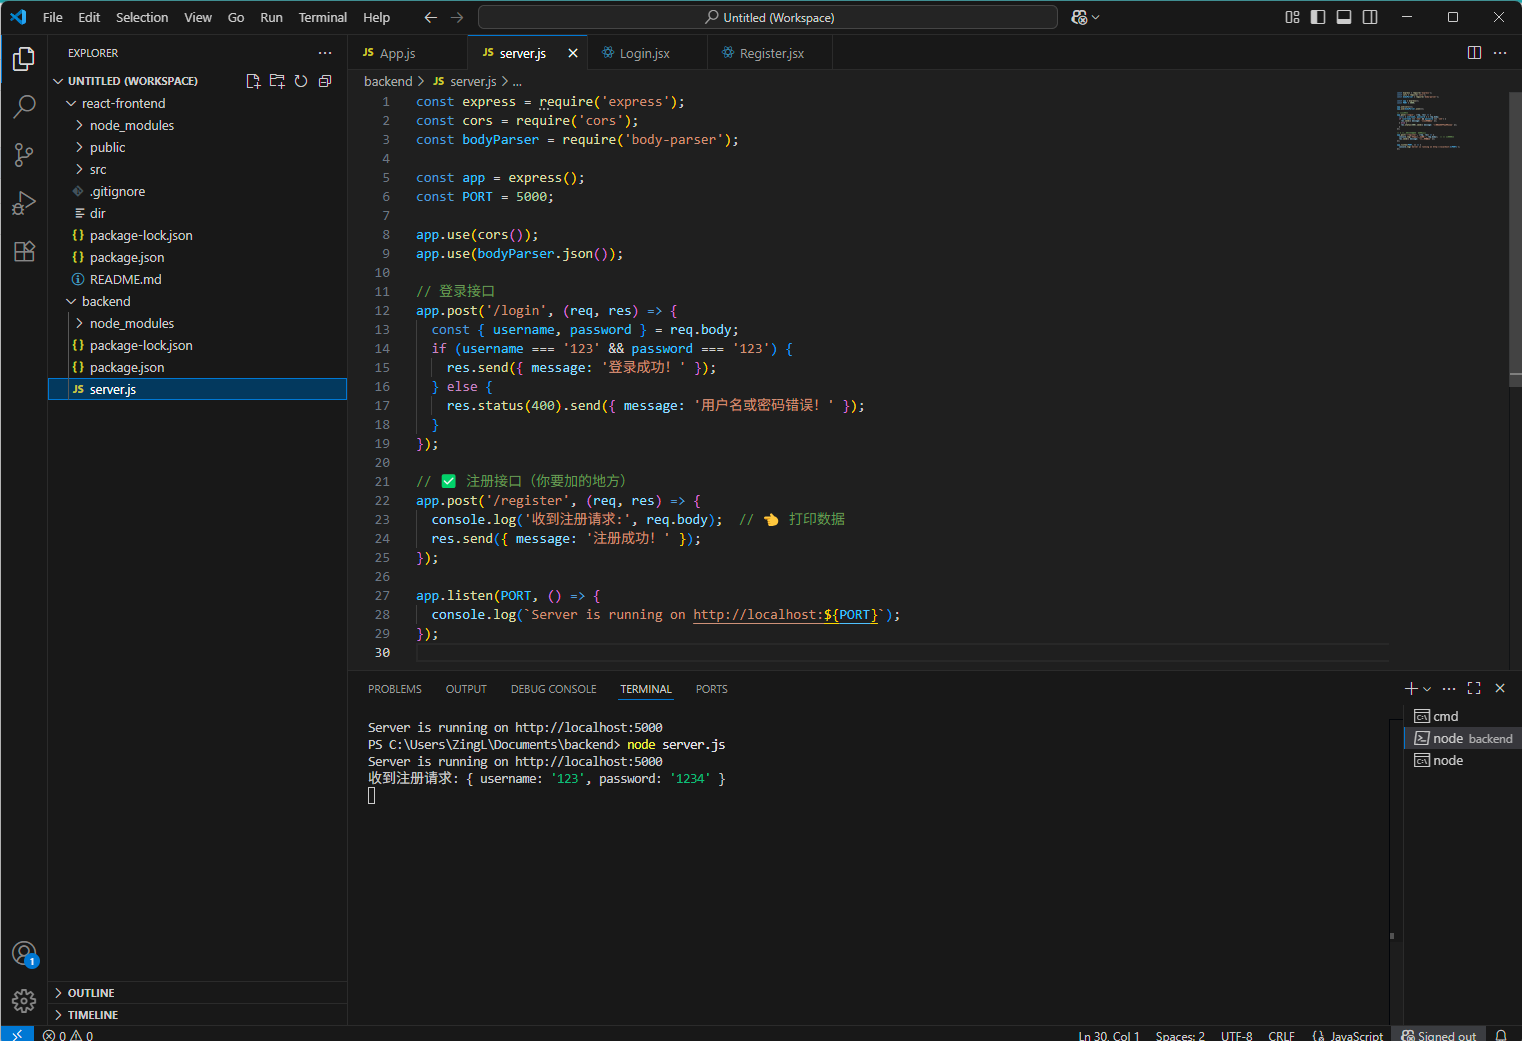 File Edit Selection View Go Run Terminal Help
Untitled (Workspace)
EXPLORER
UNTITLED (WORKSPACE)
react-frontend
node_modules
public
src
.gitignore
dir
package-lock.json
package.json
README.md
backend
node_modules
package-lock.json
package.json
JS server.js
OUTLINE
TIMELINE
JS App.js
JS server.js
Login.jsx
Register.jsx
backend > JS server.js > ...
1 const express = require('express');
2 const cors = require('cors');
3 const bodyParser = require('body-parser');
4
5 const app = express();
6 const PORT = 5000;
7
8 app.use(cors());
9 app.use(bodyParser.json());
10
11 // 登录接口
12 app.post('/login', (req, res) => {
13 const { username, password } = req.body;
14 if (username === '123' && password === '123') {
15 res.send({ message: '登录成功！' });
16 } else {
17 res.status(400).send({ message: '用户名或密码错误！' });
18 }
19 });
20
21 // ✅ 注册接口（你要加的地方）
22 app.post('/register', (req, res) => {
23 console.log('收到注册请求:', req.body); // 👈 打印数据
24 res.send({ message: '注册成功！' });
25 });
26
27 app.listen(PORT, () => {
28 console.log(`Server is running on http://localhost:${PORT}`);
29 });
30
PROBLEMS OUTPUT DEBUG CONSOLE TERMINAL PORTS
Server is running on http://localhost:5000
PS C:\Users\ZingL\Documents\backend> node server.js
Server is running on http://localhost:5000
收到注册请求: { username: '123', password: '1234' }
cmd
node backend
node
1
0 0
Ln 30, Col 1 Spaces: 2 UTF-8 CRLF {} JavaScript Signed out